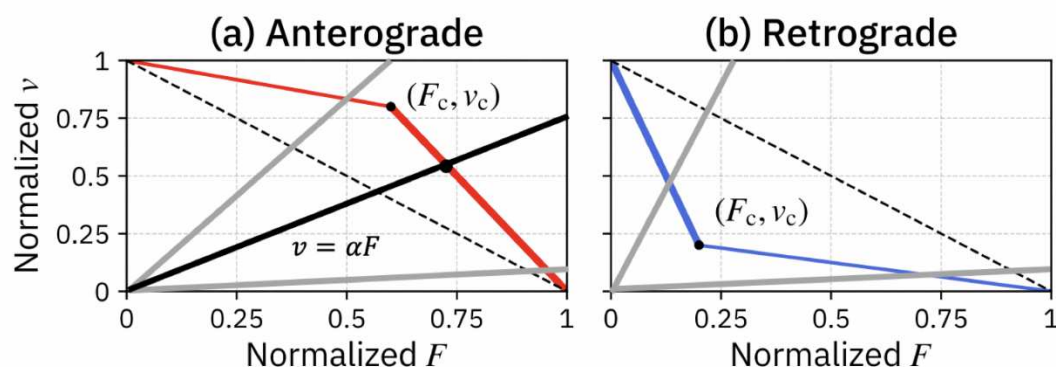 (a) Anterograde
(b) Retrograde
1
0.75
0.5
0.25
0
Normalized v
(F_c, v_c)
v = αF
0
0.25
0.5
0.75
1
Normalized F
(F_c, v_c)
0
0.25
0.5
0.75
1
Normalized F